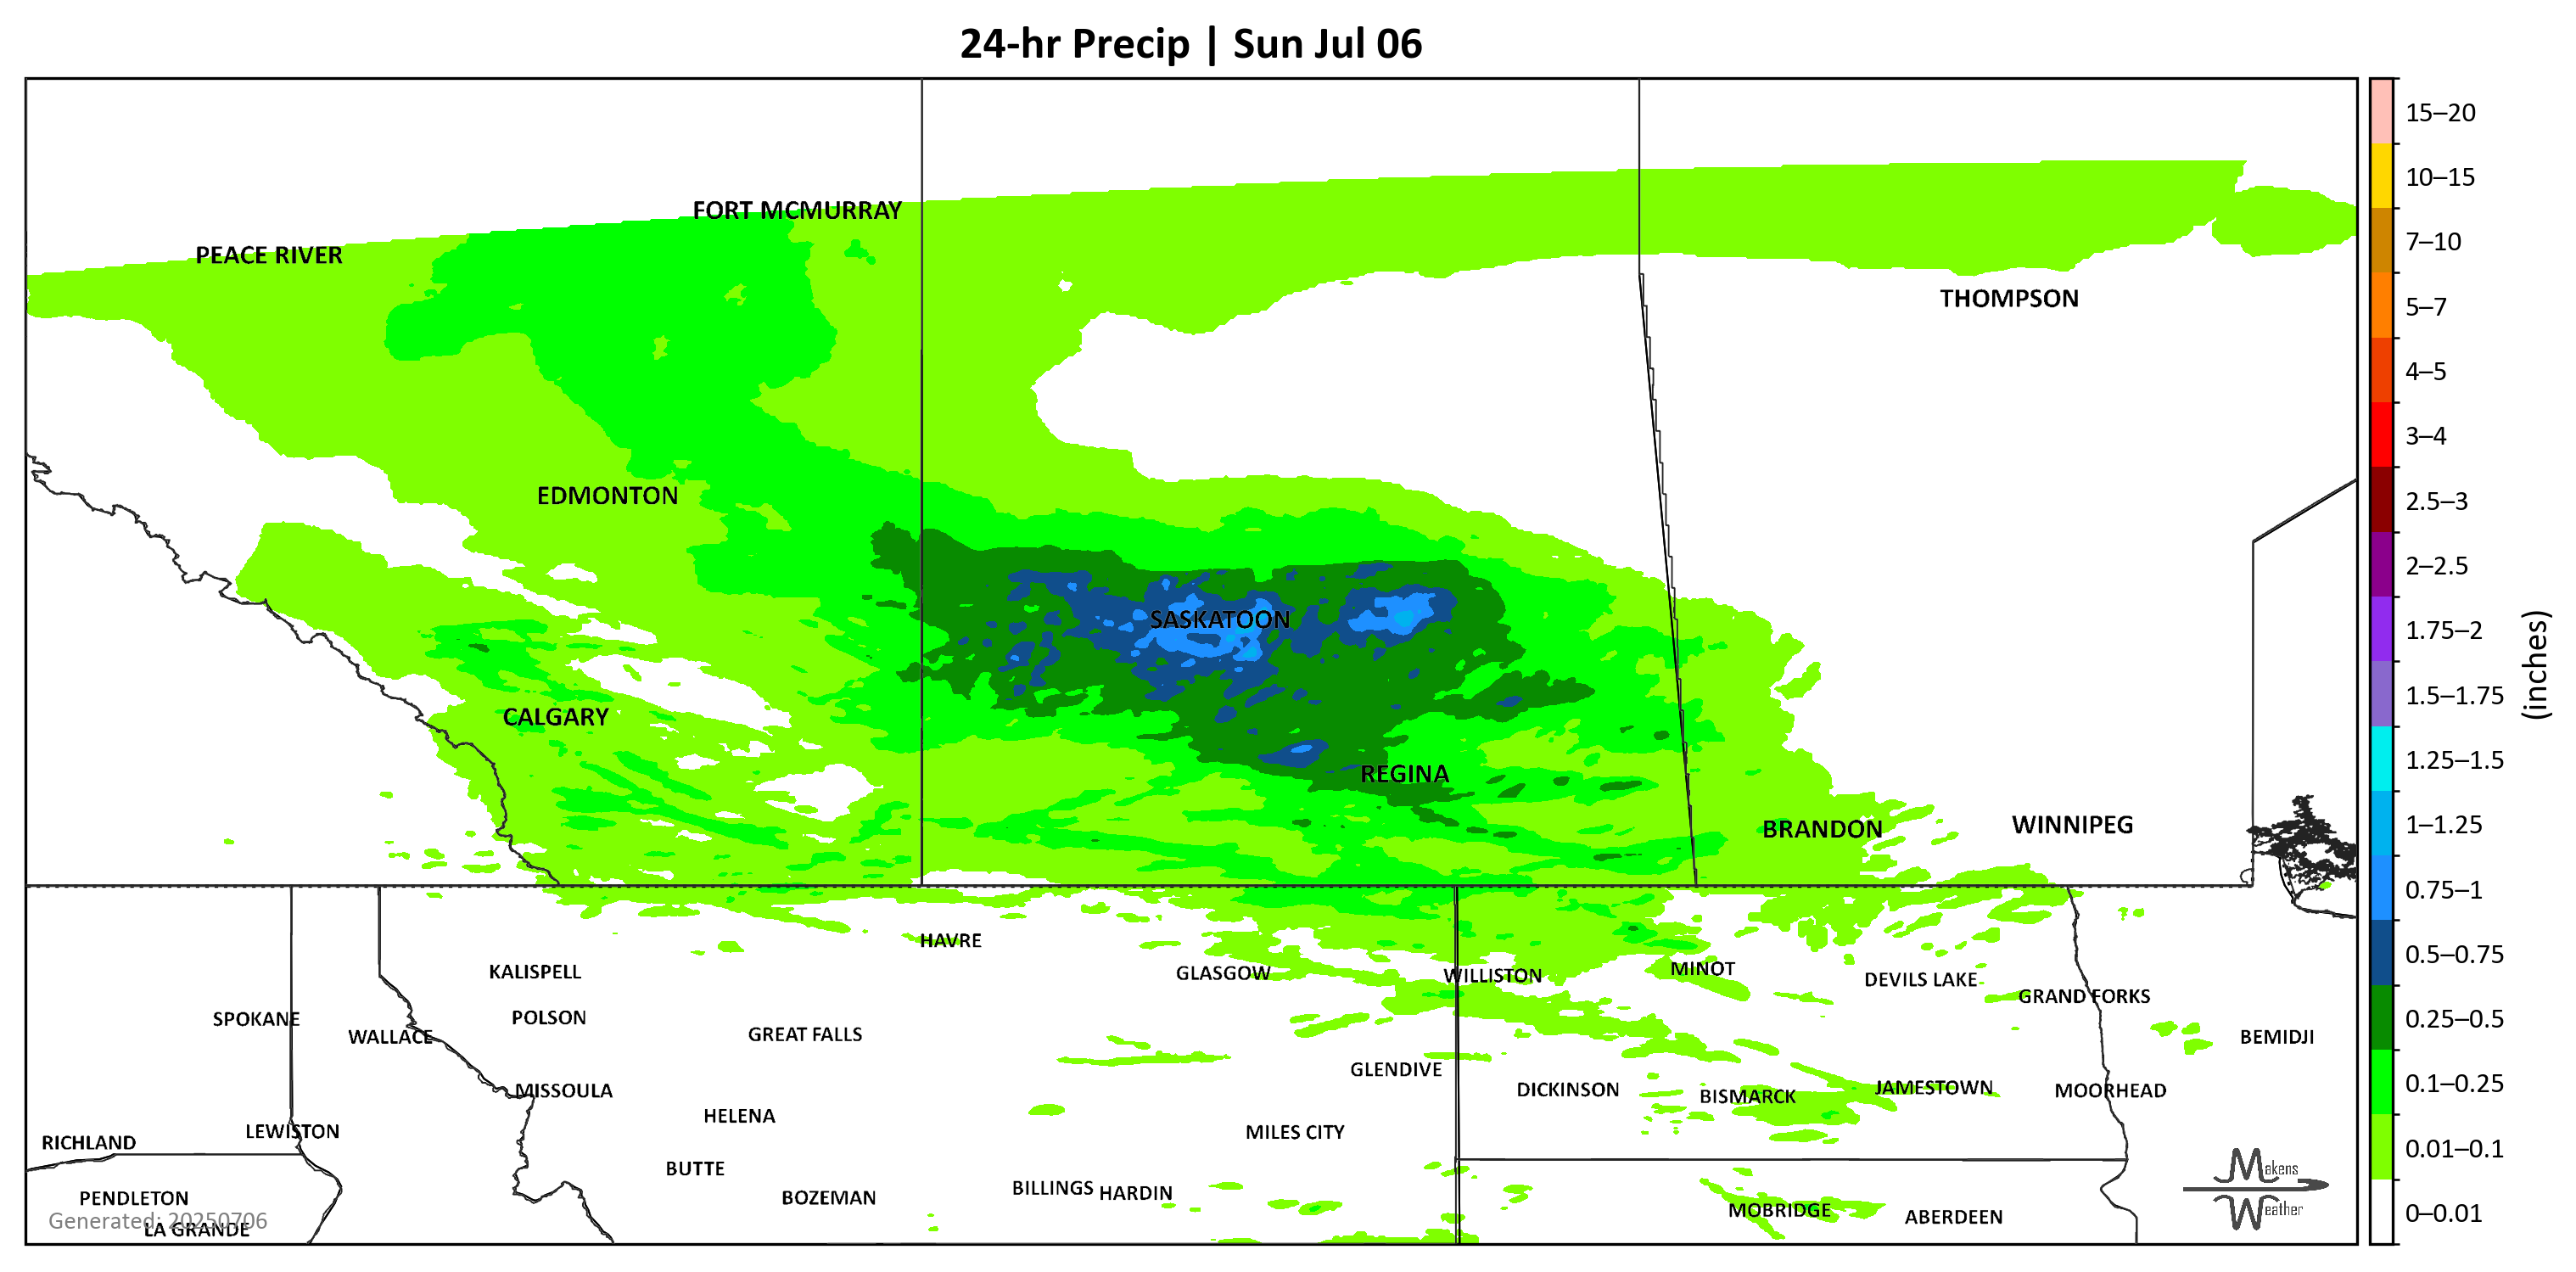 24-hr Precip | Sun Jul 06
FORT MCMURRAY
PEACE RIVER
THOMPSON
EDMONTON
SASKATOON
CALGARY
REGINA
BRANDON
WINNIPEG
HAVRE
KALISPELL
GLASGOW
WILLISTON
MINOT
DEVILS LAKE
GRAND FORKS
SPOKANE
POLSON
WALLACE
GREAT FALLS
BEMIDJI
GLENDIVE
MISSOULA
DICKINSON
BISMARCK
JAMESTOWN
MOORHEAD
HELENA
LEWISTON
MILES CITY
RICHLAND
BUTTE
BOZEMAN
BILLINGS
HARDIN
PENDLETON
MOBRIDGE
ABERDEEN
Generated: 20250706
LA GRANDE
Makens
Weather
15–20
10–15
7–10
5–7
4–5
3–4
2.5–3
2–2.5
1.75–2
1.5–1.75
1.25–1.5
1–1.25
0.75–1
0.5–0.75
0.25–0.5
0.1–0.25
0.01–0.1
0–0.01
(inches)